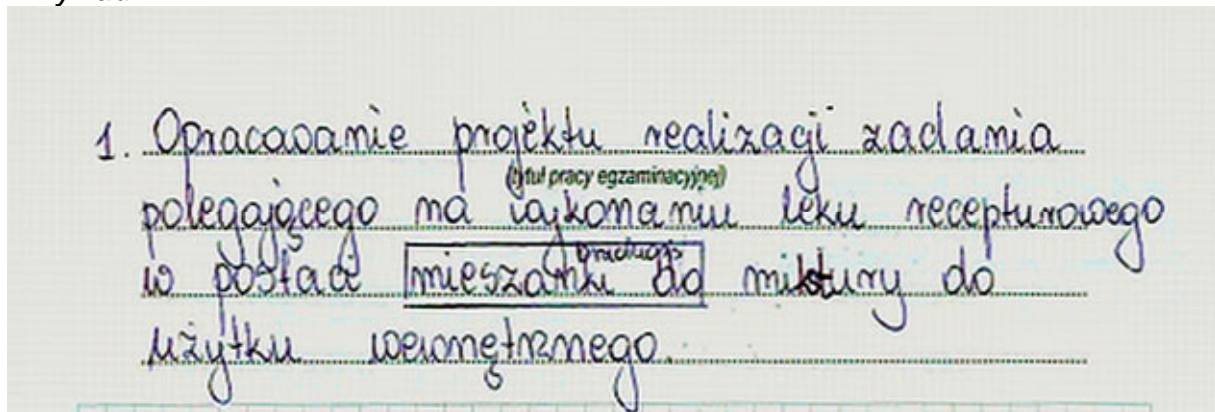 1. Opracowanie projektu realizacji zadania
(tytuł pracy egzaminacyjnej)
polegającego na wykonaniu leku recepturowego
w postaci mieszanki do mikstury do
użytku wewnętrznego.